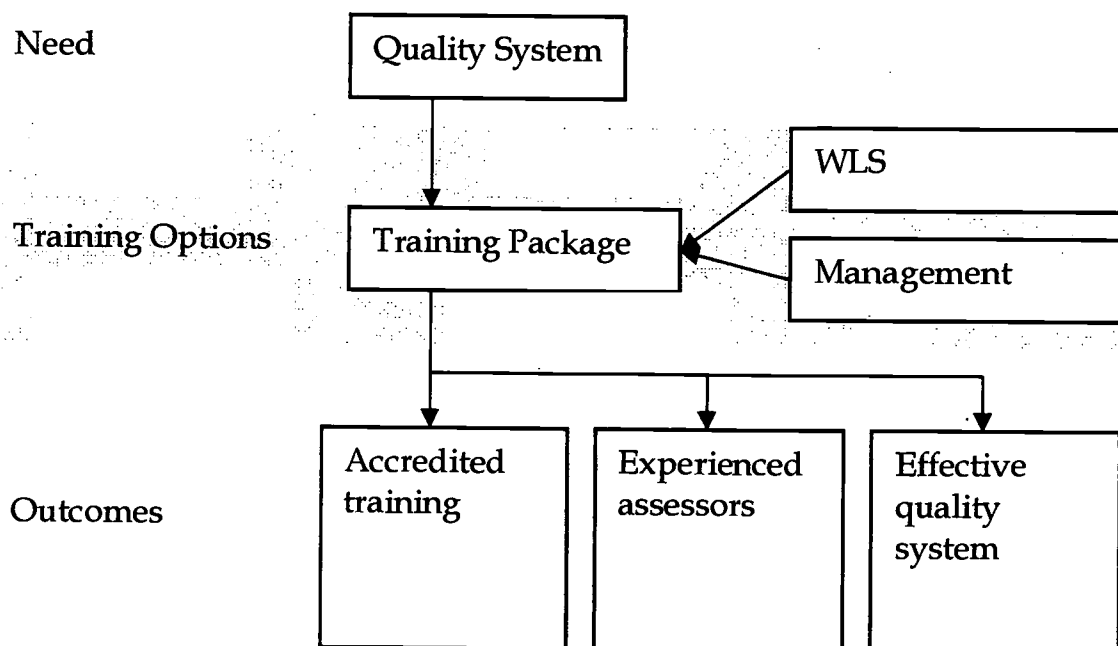 Need
Quality System
WLS
Training Options
Training Package
Management
Outcomes
Accredited
training
Experienced
assessors
Effective
quality
system